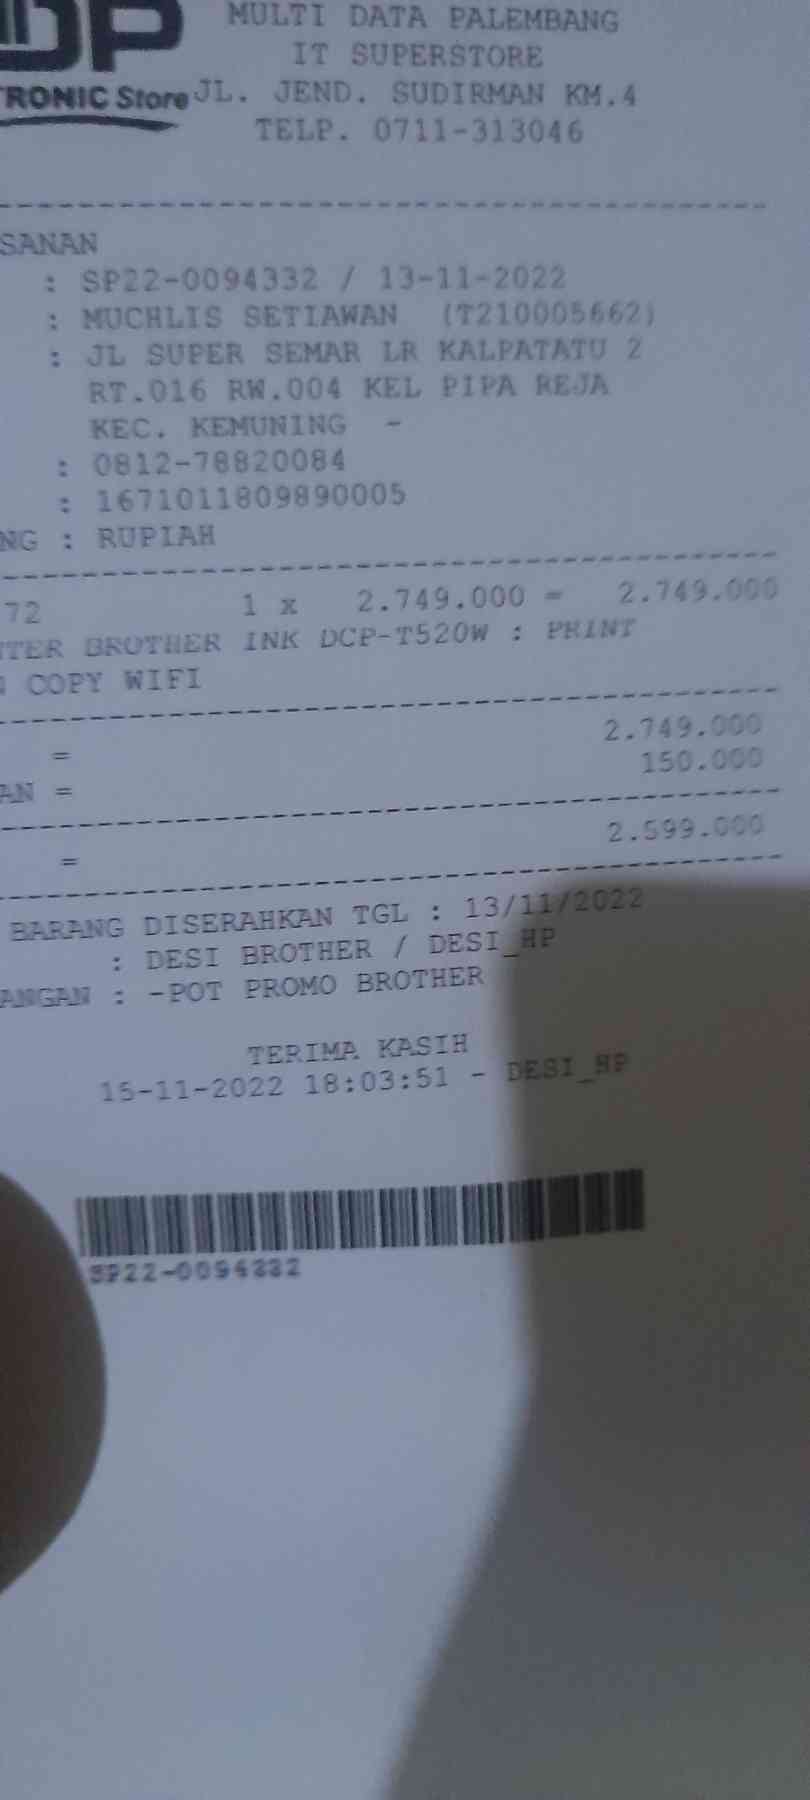 MULTI DATA PALEMBANG
IT SUPERSTORE
TRONIC Store JL. JEND. SUDIRMAN KM.4
TELP. 0711-313046
SANAN
: SP22-0094332 / 13-11-2022
: MUCHLIS SETIAWAN (T210005662)
: JL SUPER SEMAR LR KALPATATU 2
RT.016 RW.004 KEL PIPA REJA
KEC. KEMUNING -
: 0812-78820084
: 1671011809890005
NG : RUPIAH
72 1 x 2.749.000 = 2.749.000
TER BROTHER INK DCP-T520W : PRINT
N COPY WIFI
= 2.749.000
AN = 150.000
= 2.599.000
BARANG DISERAHKAN TGL : 13/11/2022
: DESI BROTHER / DESI_HP
ANGAN : -POT PROMO BROTHER
TERIMA KASIH
15-11-2022 18:03:51 - DESI_HP
SP22-0094332